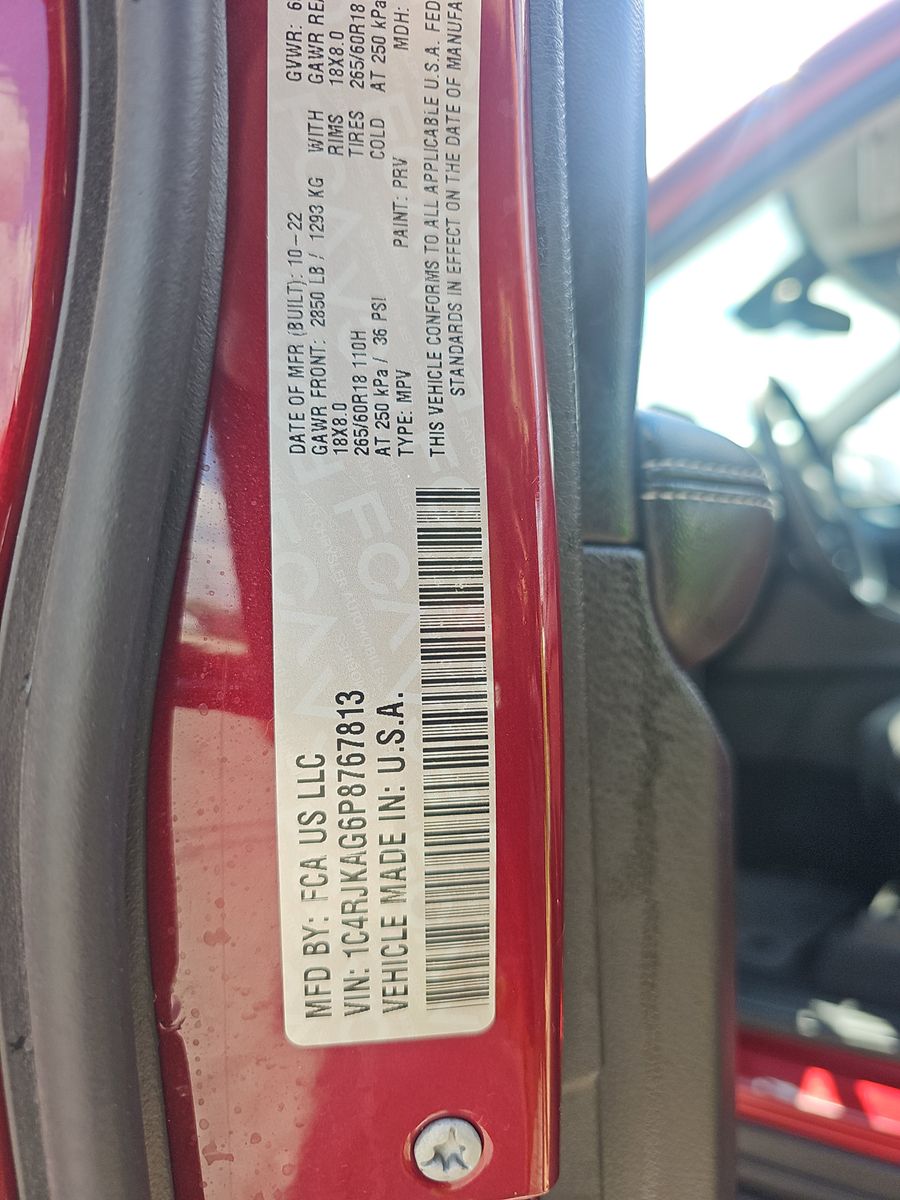 MFD BY: FCA US LLC
VIN: 1C4RJKAG6P8767813
VEHICLE MADE IN: U.S.A.
DATE OF MFR (BUILT): 10-22 GVWR: 6
GAWR FRONT: 2850 LB / 1293 KG WITH GAWR REA
18X8.0 RIMS 18X8.0
265/60R18 110H TIRES 265/60R18
AT 250 kPa / 36 PSI COLD AT 250 kPa
TYPE: MPV PAINT: PRV MDH:
THIS VEHICLE CONFORMS TO ALL APPLICABLE U.S.A. FED
STANDARDS IN EFFECT ON THE DATE OF MANUFA